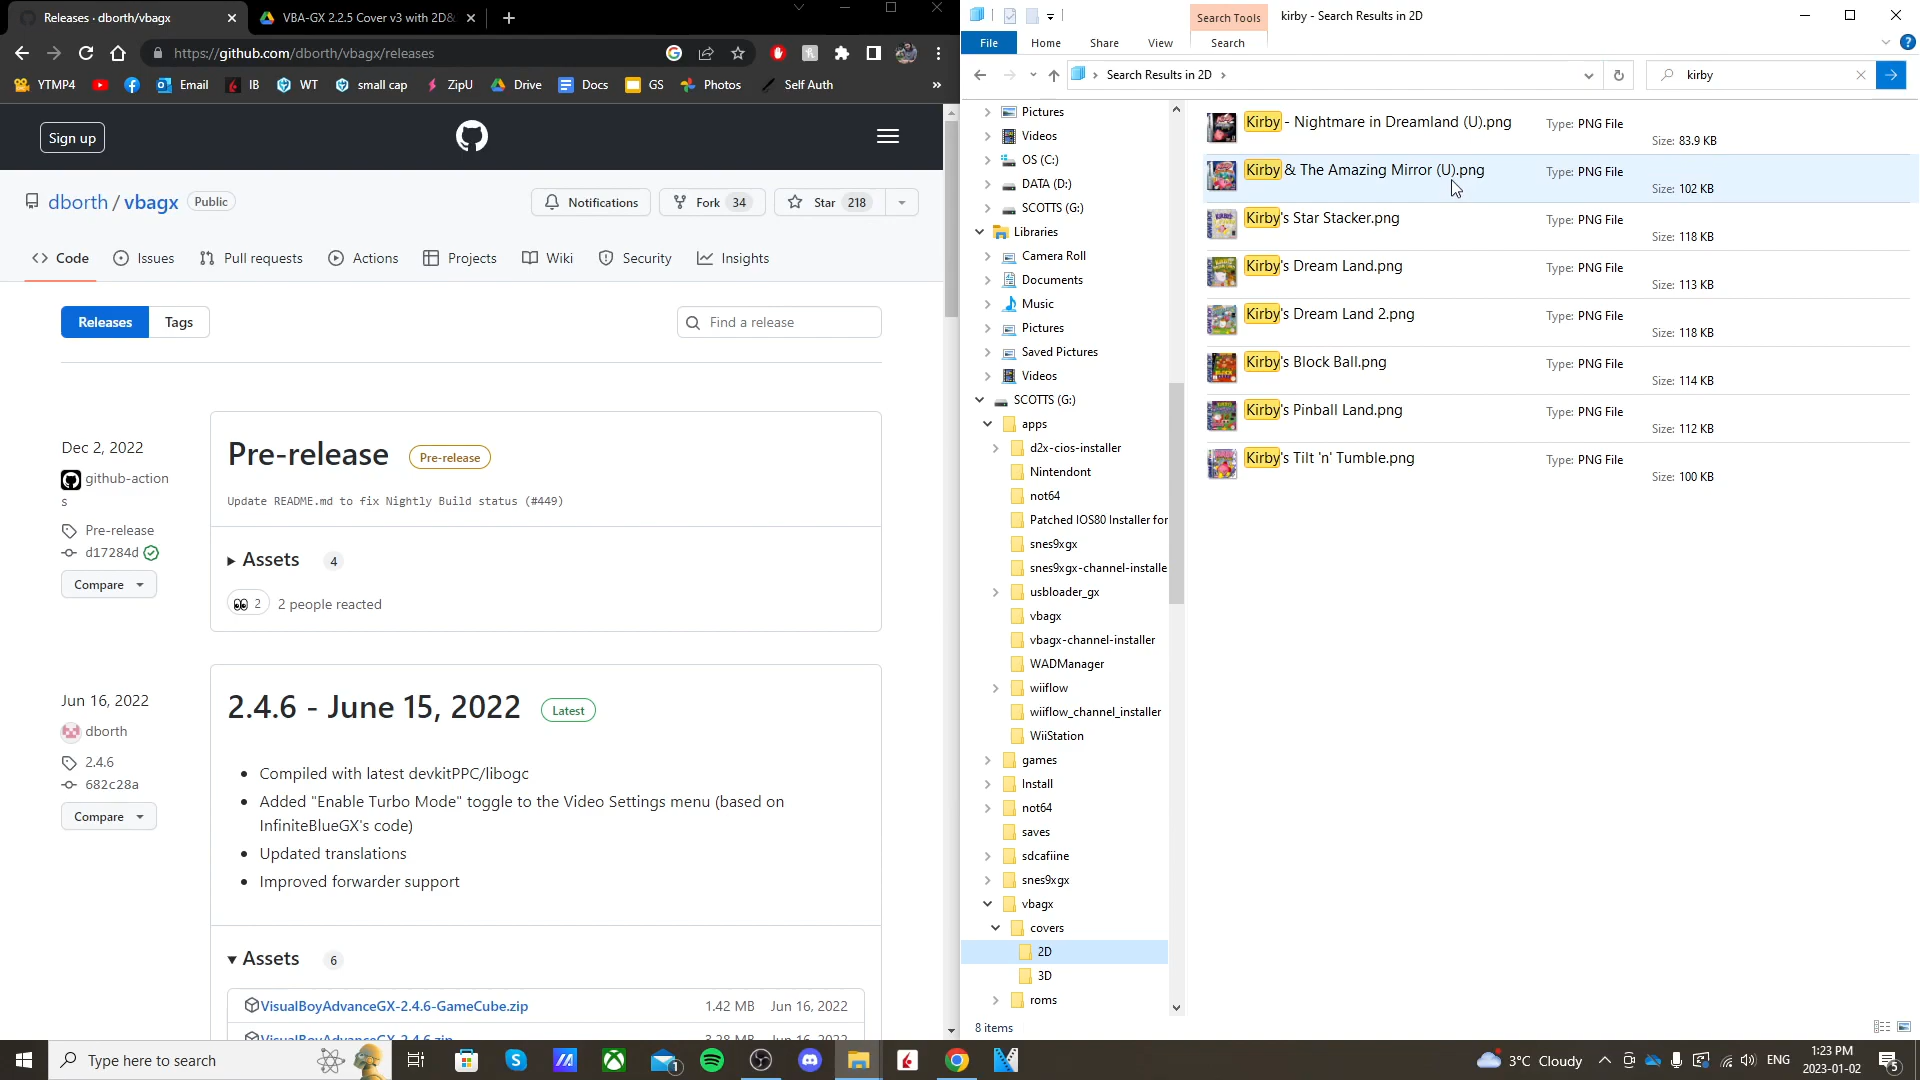 Releases · dborth/vbagx
VBA-GX 2.2.5 Cover v3 with 2D&
https://github.com/dborth/vbagx/releases
YTMP4
Email
IB
WT
small cap
ZipU
Drive
Docs
GS
Photos
Self Auth
»
Sign up
dborth / vbagx Public
Notifications
Fork 34
Star 218
Code
Issues
Pull requests
Actions
Projects
Wiki
Security
Insights
Releases
Tags
Find a release
Dec 2, 2022
github-action
s
Pre-release
d17284d
Compare
Pre-release Pre-release
Update README.md to fix Nightly Build status (#449)
Assets 4
2 2 people reacted
Jun 16, 2022
dborth
2.4.6
682c28a
Compare
2.4.6 - June 15, 2022 Latest
• Compiled with latest devkitPPC/libogc
• Added "Enable Turbo Mode" toggle to the Video Settings menu (based on
InfiniteBlueGX's code)
• Updated translations
• Improved forwarder support
Assets 6
VisualBoyAdvanceGX-2.4.6-GameCube.zip 1.42 MB Jun 16, 2022
VisualBoyAdvanceGX-2.4.6.zip 3.28 MB Jun 16, 2022
Search Tools
kirby - Search Results in 2D
File
Home
Share
View
Search
Search Results in 2D
kirby
Pictures
Videos
OS (C:)
DATA (D:)
SCOTTS (G:)
Libraries
Camera Roll
Documents
Music
Pictures
Saved Pictures
Videos
SCOTTS (G:)
apps
d2x-cios-installer
Nintendont
not64
Patched IOS80 Installer for
snes9xgx
snes9xgx-channel-installe
usbloader_gx
vbagx
vbagx-channel-installer
WADManager
wiiflow
wiiflow_channel_installer
WiiStation
games
Install
not64
saves
sdcafiine
snes9xgx
vbagx
covers
2D
3D
roms
Kirby - Nightmare in Dreamland (U).png Type: PNG File
Size: 83.9 KB
Kirby & The Amazing Mirror (U).png Type: PNG File
Size: 102 KB
Kirby's Star Stacker.png Type: PNG File
Size: 118 KB
Kirby's Dream Land.png Type: PNG File
Size: 113 KB
Kirby's Dream Land 2.png Type: PNG File
Size: 118 KB
Kirby's Block Ball.png Type: PNG File
Size: 114 KB
Kirby's Pinball Land.png Type: PNG File
Size: 112 KB
Kirby's Tilt 'n' Tumble.png Type: PNG File
Size: 100 KB
8 items
Type here to search
1
3°C Cloudy
ENG
1:23 PM
2023-01-02
5